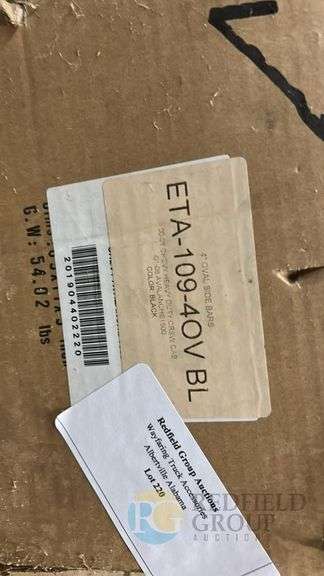 ETA-109-4OV BL
4" OVAL SIDE BARS
COLOR: BLACK
201904402220
G.W: 54.02 lbs
Redfield Group Auctions
Wayfaring Truck Accessories
Albertville Alabama
Lot 220
REDFIELD
GROUP
AUCTIONS